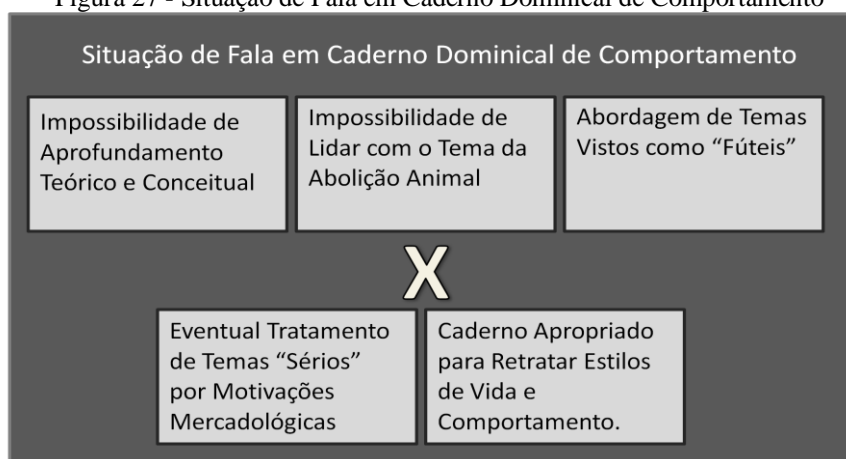 Figura 27 - Situação de Fala em Caderno Dominical de Comportamento
Situação de Fala em Caderno Dominical de Comportamento
Impossibilidade de
Aprofundamento
Teórico e Conceitual
Impossibilidade de
Lidar com o Tema da
Abolição Animal
Abordagem de Temas
Vistos como “Fúteis”
X
Eventual Tratamento
de Temas “Sérios”
por Motivações
Mercadológicas
Caderno Apropriado
para Retratar Estilos
de Vida e
Comportamento.